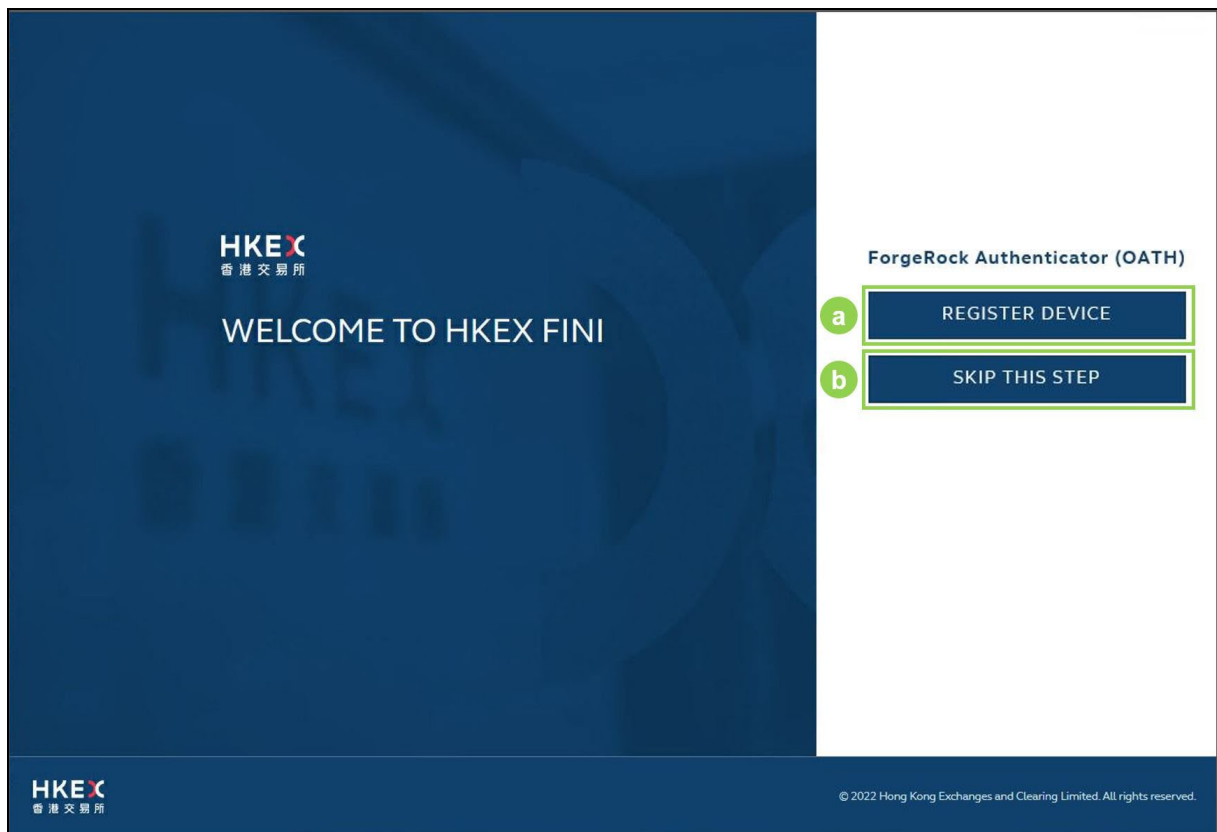 HKEX
香港交易所
WELCOME TO HKEX FINI
ForgeRock Authenticator (OATH)
a
REGISTER DEVICE
b
SKIP THIS STEP
HKEX
香港交易所
© 2022 Hong Kong Exchanges and Clearing Limited. All rights reserved.